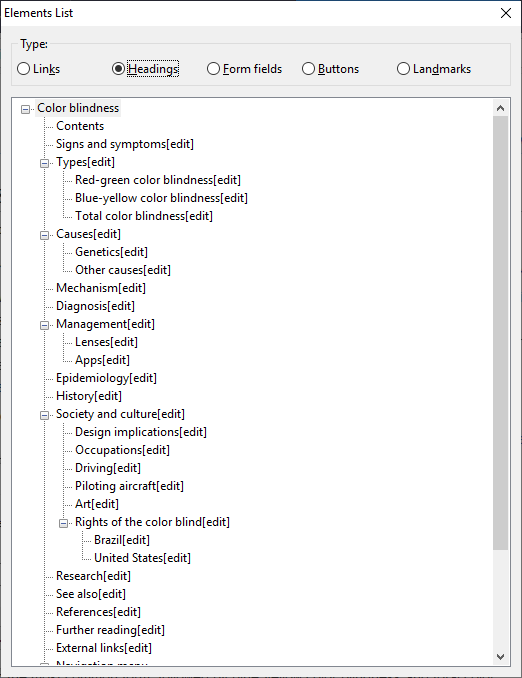 Elements List
Type:
Links Headings Form fields Buttons Landmarks
Color blindness
Contents
Signs and symptoms[edit]
Types[edit]
Red-green color blindness[edit]
Blue-yellow color blindness[edit]
Total color blindness[edit]
Causes[edit]
Genetics[edit]
Other causes[edit]
Mechanism[edit]
Diagnosis[edit]
Management[edit]
Lenses[edit]
Apps[edit]
Epidemiology[edit]
History[edit]
Society and culture[edit]
Design implications[edit]
Occupations[edit]
Driving[edit]
Piloting aircraft[edit]
Art[edit]
Rights of the color blind[edit]
Brazil[edit]
United States[edit]
Research[edit]
See also[edit]
References[edit]
Further reading[edit]
External links[edit]
Navigation menu